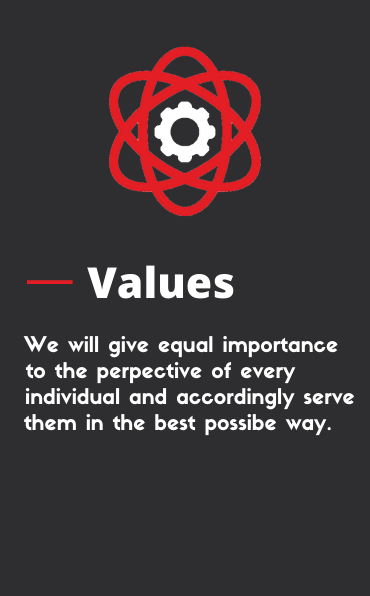 Values
We will give equal importance
to the perpective of every
individual and accordingly serve
them in the best possibe way.